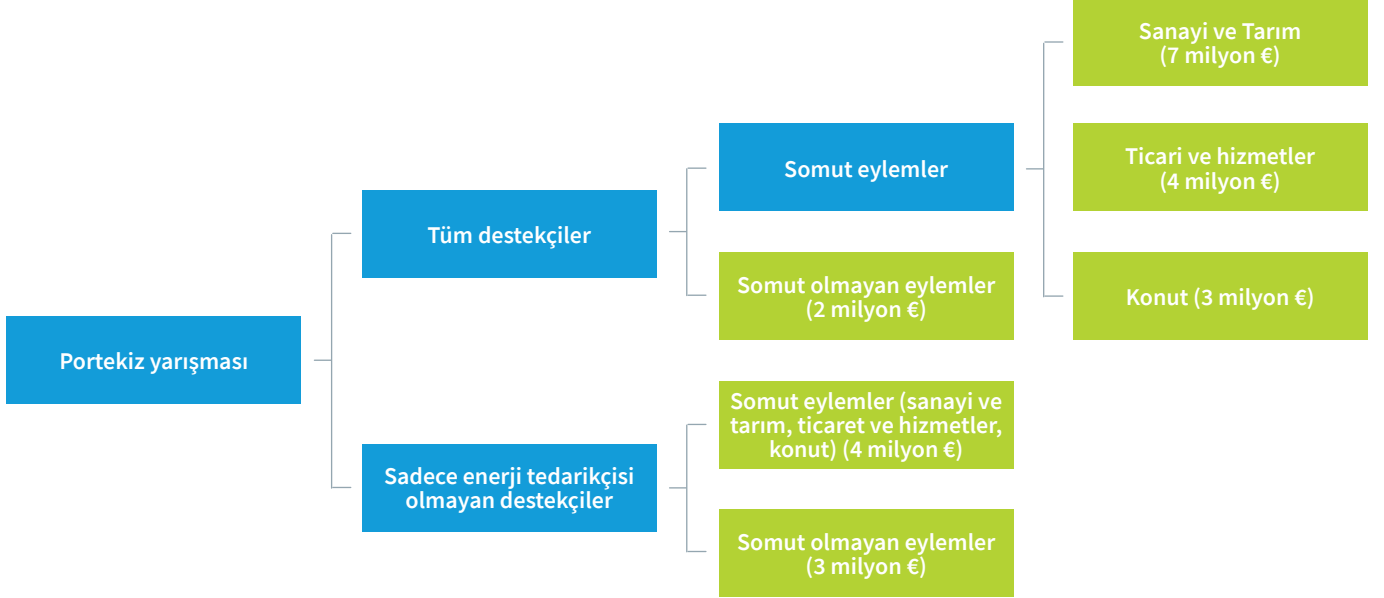 Portekiz yarışması
Tüm destekçiler
Somut eylemler
Sanayi ve Tarım
(7 milyon €)
Ticari ve hizmetler
(4 milyon €)
Konut (3 milyon €)
Somut olmayan eylemler
(2 milyon €)
Sadece enerji tedarikçisi
olmayan destekçiler
Somut eylemler (sanayi ve
tarım, ticaret ve hizmetler,
konut) (4 milyon €)
Somut olmayan eylemler
(3 milyon €)